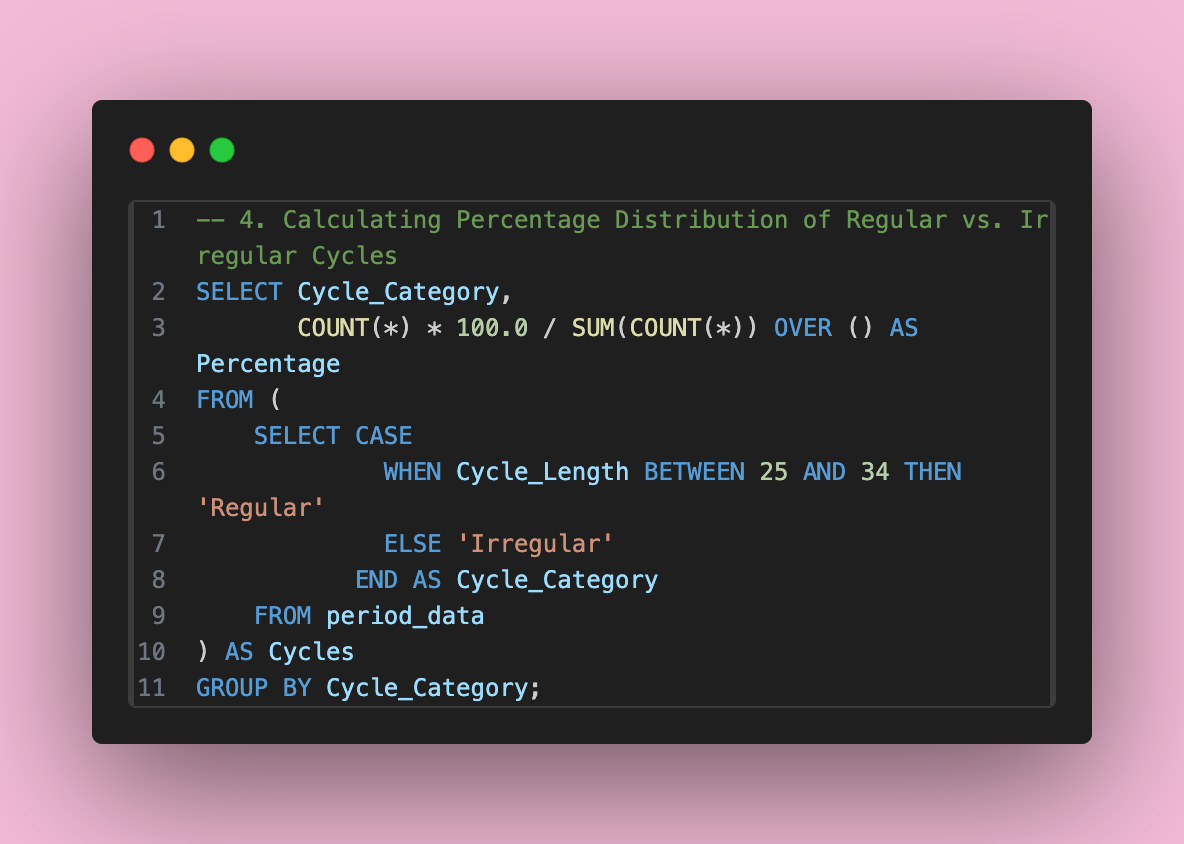 1 -- 4. Calculating Percentage Distribution of Regular vs. Ir
regular Cycles
2 SELECT Cycle_Category,
3        COUNT(*) * 100.0 / SUM(COUNT(*)) OVER () AS
Percentage
4 FROM (
5     SELECT CASE
6              WHEN Cycle_Length BETWEEN 25 AND 34 THEN
'Regular'
7              ELSE 'Irregular'
8            END AS Cycle_Category
9     FROM period_data
10 ) AS Cycles
11 GROUP BY Cycle_Category;